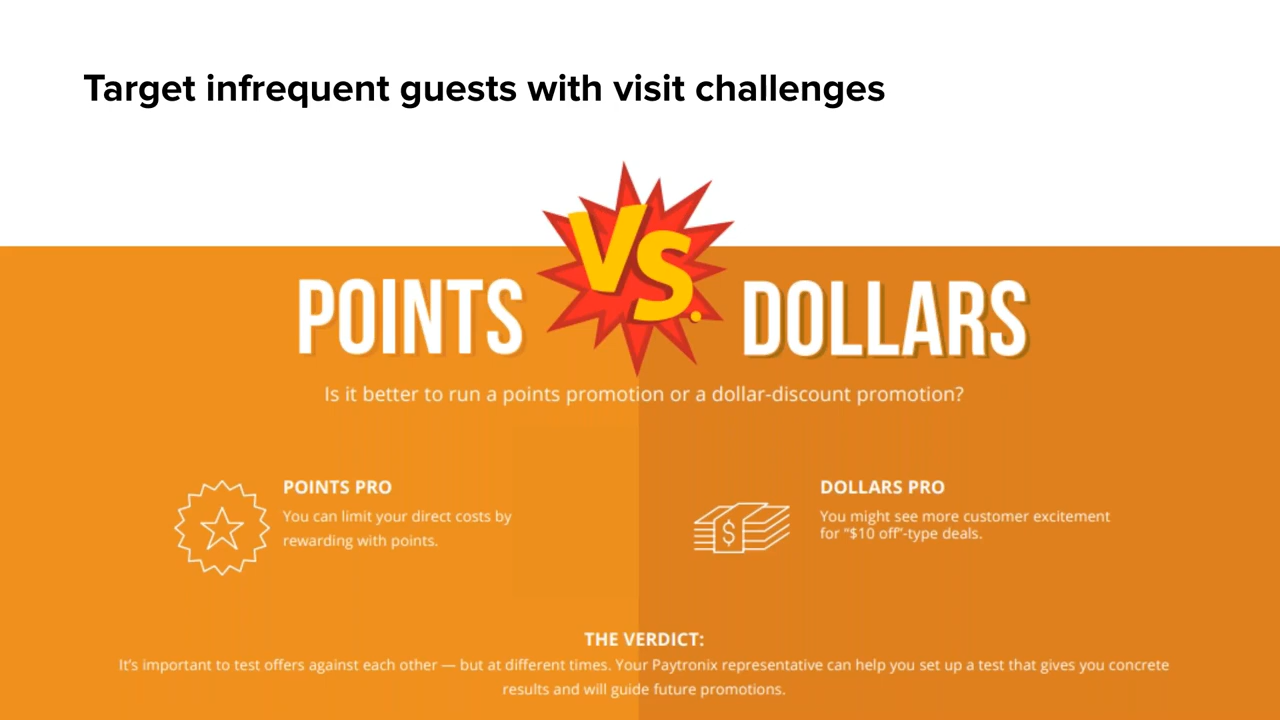 Target infrequent guests with visit challenges
POINTS VS. DOLLARS
Is it better to run a points promotion or a dollar-discount promotion?
POINTS PRO
You can limit your direct costs by
rewarding with points.
$
DOLLARS PRO
You might see more customer excitement
for “$10 off”-type deals.
THE VERDICT:
It's important to test offers against each other — but at different times. Your Paytronix representative can help you set up a test that gives you concrete
results and will guide future promotions.